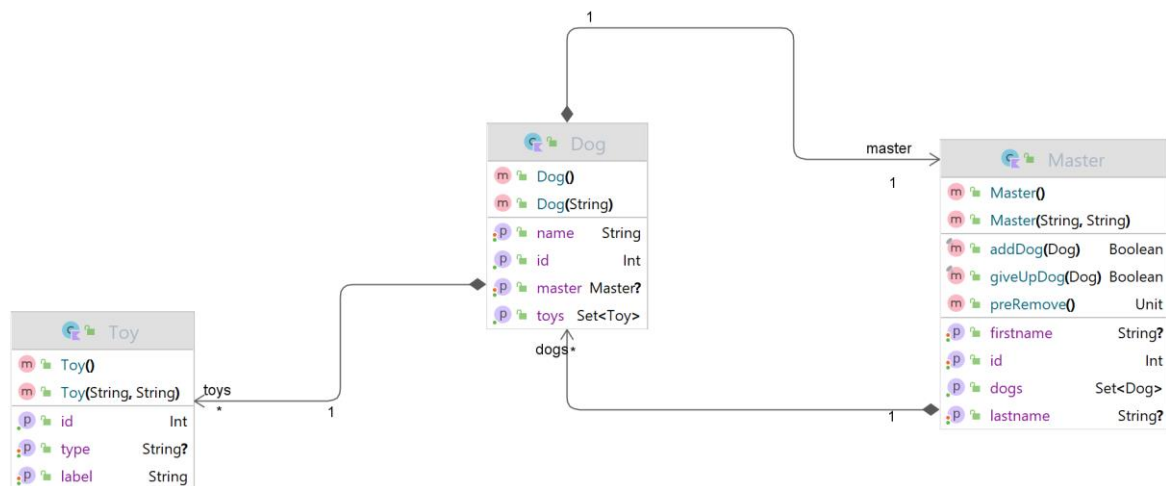 1
Dog
Dog()
Dog(String)
name String
id Int
master Master?
toys Set<Toy>
dogs*
master
1
Master
Master()
Master(String, String)
addDog(Dog) Boolean
giveUpDog(Dog) Boolean
preRemove() Unit
firstname String?
id Int
dogs Set<Dog>
lastname String?
1
Toy
Toy()
Toy(String, String)
id Int
type String?
label String
toys
*
1